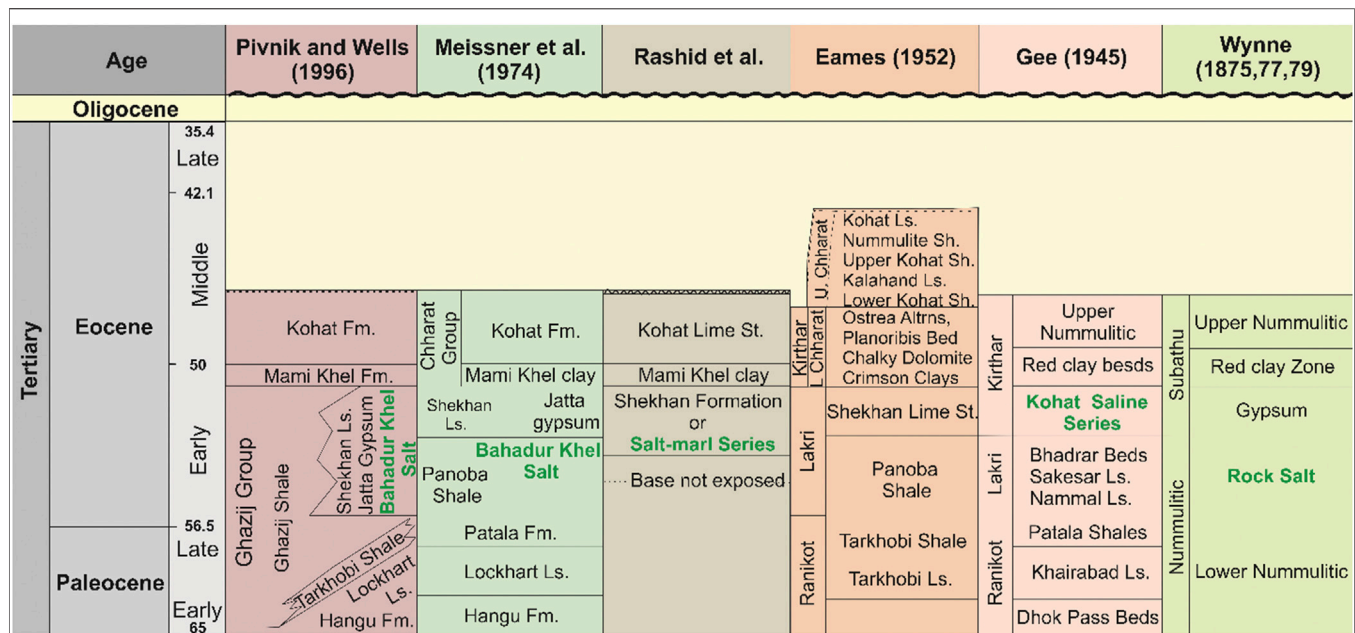 Age
Pivnik and Wells
(1996)
Meissner et al.
(1974)
Rashid et al.
Eames (1952)
Gee (1945)
Wynne
(1875,77,79)
Oligocene
Tertiary
Eocene
Paleocene
35.4
Late
42.1
Middle
50
Early
56.5
Late
Early
65
Kohat Fm.
Mami Khel Fm.
Ghazij Group
Ghazij Shale
Shekhan Ls.
Jatta Gypsum
Bahadur Khel
Salt
Tarkhobi Shale
Lockhart
Ls.
Hangu Fm.
Chharat
Group
Kohat Fm.
Mami Khel clay
Shekhan
Ls.
Jatta
gypsum
Bahadur Khel
Salt
Panoba
Shale
Patala Fm.
Lockhart Ls.
Hangu Fm.
Kohat Lime St.
Mami Khel clay
Shekhan Formation
or
Salt-marl Series
Base not exposed
Kirthar
U. Chharat
L Chharat
Kohat Ls.
Nummulite Sh.
Upper Kohat Sh.
Kalahand Ls.
Lower Kohat Sh.
Ostrea Altrns,
Planoribis Bed
Chalky Dolomite
Crimson Clays
Lakri
Shekhan Lime St.
Panoba
Shale
Ranikot
Tarkhobi Shale
Tarkhobi Ls.
Kirthar
Upper
Nummulitic
Red clay besds
Kohat Saline
Series
Lakri
Bhadrar Beds
Sakesar Ls.
Nammal Ls.
Ranikot
Patala Shales
Khairabad Ls.
Dhok Pass Beds
Subathu
Upper Nummulitic
Red clay Zone
Gypsum
Nummulitic
Rock Salt
Lower Nummulitic